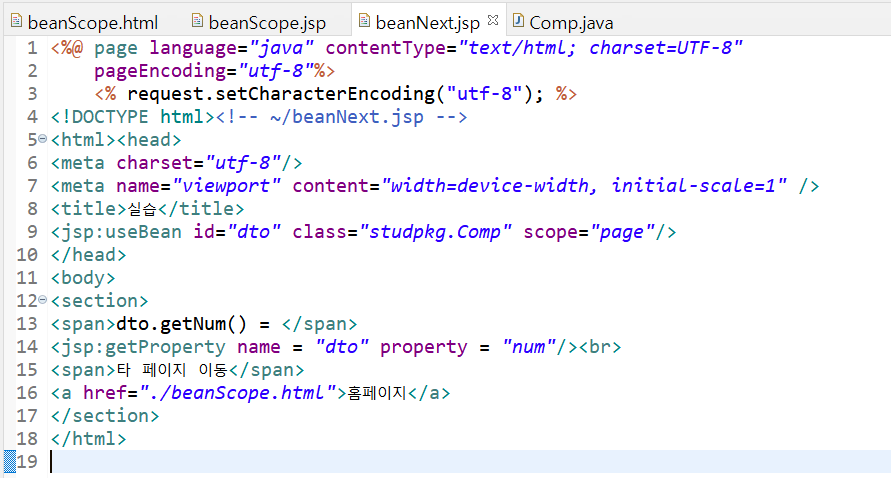 beanScope.html beanScope.jsp beanNext.jsp Comp.java
1 <%@ page language="java" contentType="text/html; charset=UTF-8"
2     pageEncoding="utf-8"%>
3     <% request.setCharacterEncoding("utf-8"); %>
4 <!DOCTYPE html><!-- ~/beanNext.jsp -->
5 <html><head>
6 <meta charset="utf-8"/>
7 <meta name="viewport" content="width=device-width, initial-scale=1" />
8 <title>실습</title>
9 <jsp:useBean id="dto" class="studpkg.Comp" scope="page"/>
10 </head>
11 <body>
12 <section>
13 <span>dto.getNum() = </span>
14 <jsp:getProperty name = "dto" property = "num"/><br>
15 <span>타 페이지 이동</span>
16 <a href="./beanScope.html">홈페이지</a>
17 </section>
18 </html>
19